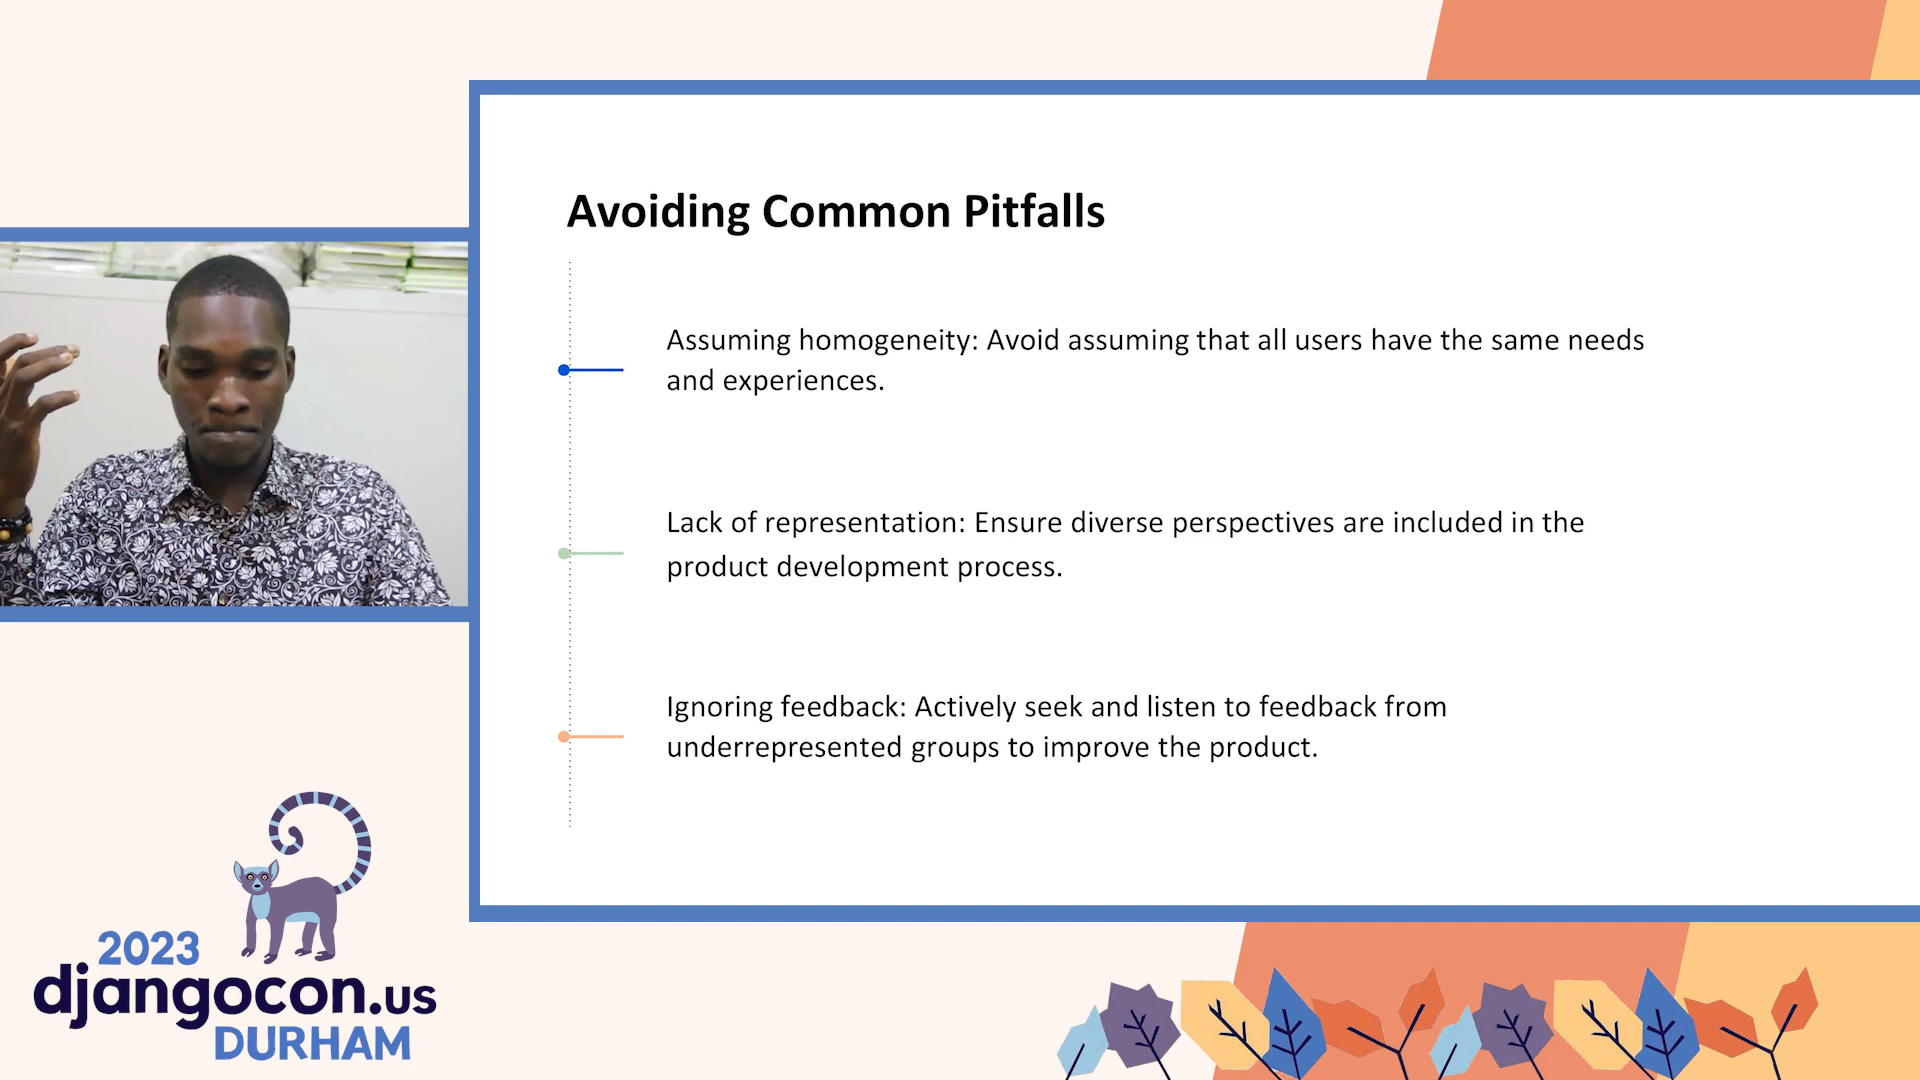 Avoiding Common Pitfalls
Assuming homogeneity: Avoid assuming that all users have the same needs
and experiences.
Lack of representation: Ensure diverse perspectives are included in the
product development process.
Ignoring feedback: Actively seek and listen to feedback from
underrepresented groups to improve the product.
2023
djangocon.us
DURHAM